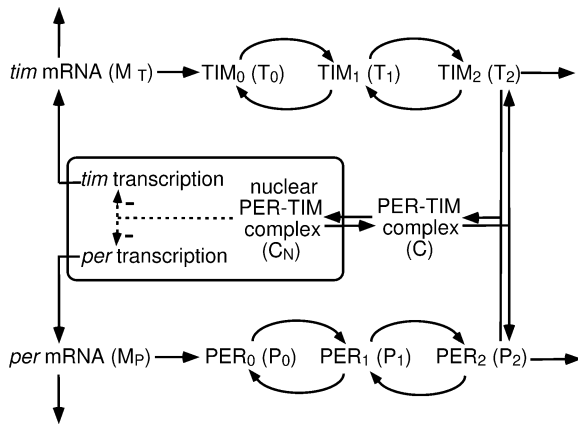 tim mRNA (M T) TIM0 (T0) TIM1 (T1) TIM2 (T2)
tim transcription
-
-
per transcription
nuclear
PER-TIM
complex
(CN)
PER-TIM
complex
(C)
per mRNA (MP) PER0 (P0) PER1 (P1) PER2 (P2)